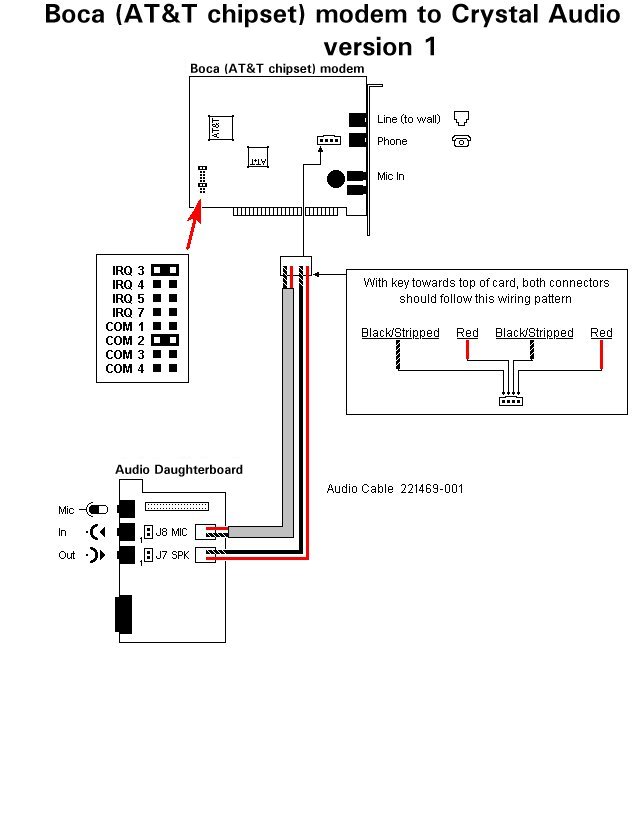 Boca (AT&T chipset) modem to Crystal Audio
version 1
Boca (AT&T chipset) modem
Line (to wall)
AT&T
Phone
AT&T
Mic In
IRQ 3
IRQ 4
IRQ 5
IRQ 7
COM 1
COM 2
COM 3
COM 4
With key towards top of card, both connectors
should follow this wiring pattern
Black/Stripped Red Black/Stripped Red
Audio Cable 221469-001
Audio Daughterboard
Mic
In
1 J8 MIC
Out
1 J7 SPK